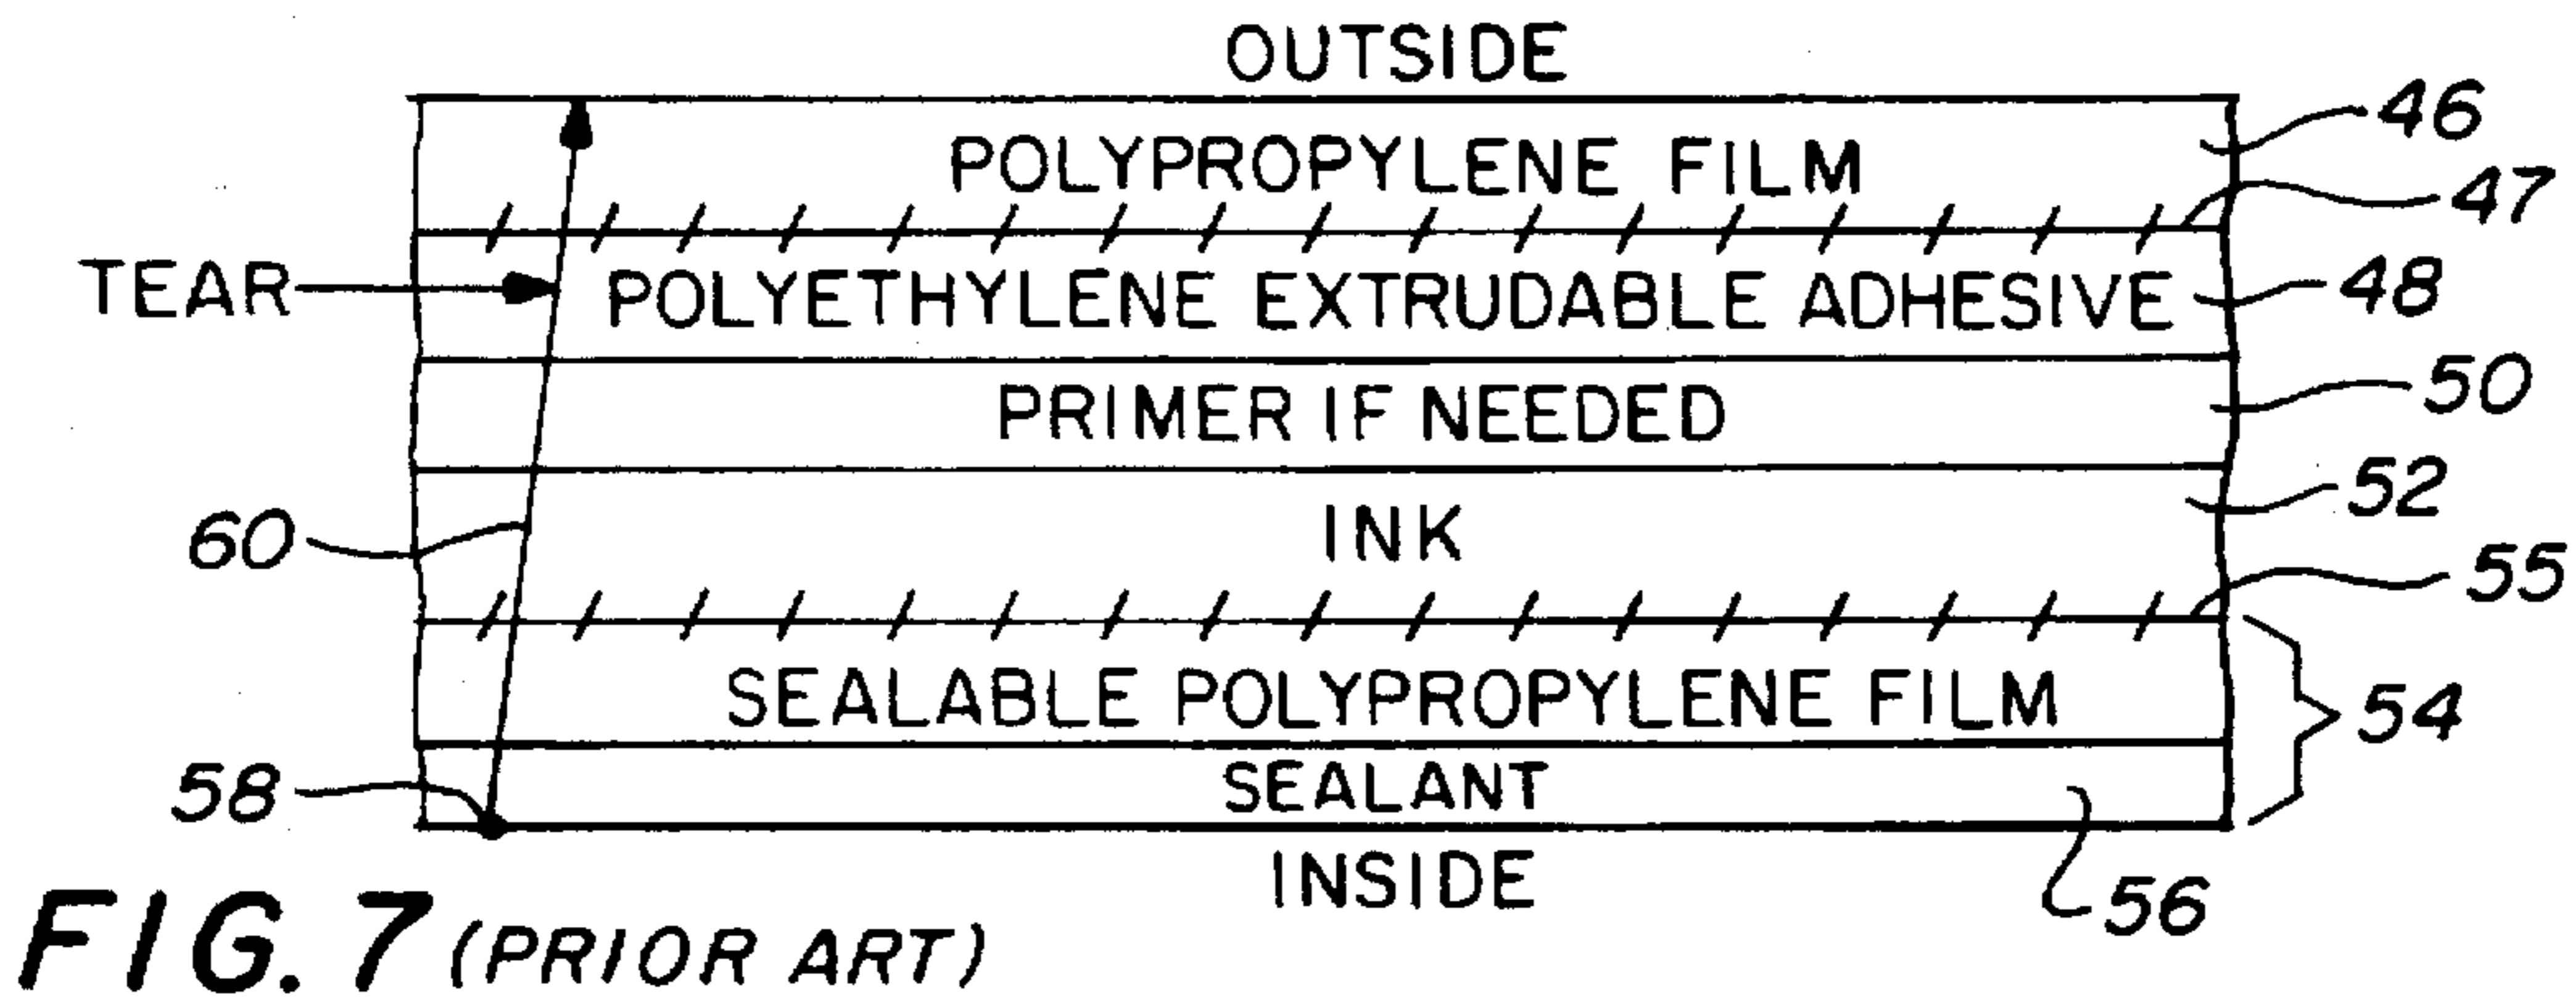 OUTSIDE
POLYPROPYLENE FILM
46
47
TEAR
POLYETHYLENE EXTRUDABLE ADHESIVE
48
PRIMER IF NEEDED
50
52
INK
60
55
SEALABLE POLYPROPYLENE FILM
54
58
SEALANT
INSIDE
56
FIG. 7 (PRIOR ART)